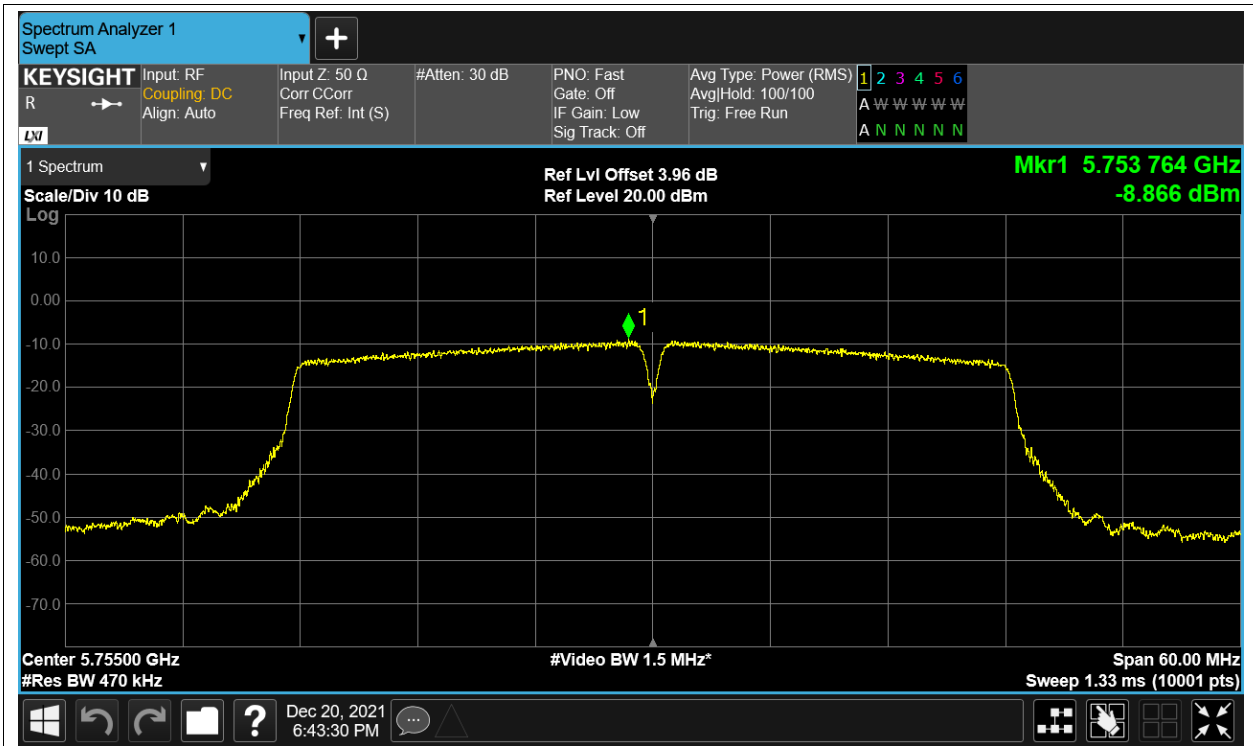 Spectrum Analyzer 1
Swept SA
KEYSIGHT
R
LXI
Input: RF
Coupling: DC
Align: Auto
Input Z: 50 Ω
Corr CCorr
Freq Ref: Int (S)
#Atten: 30 dB
PNO: Fast
Gate: Off
IF Gain: Low
Sig Track: Off
Avg Type: Power (RMS)
Avg|Hold: 100/100
Trig: Free Run
1 2 3 4 5 6
A W W W W W
A N N N N N
1 Spectrum
Scale/Div 10 dB
Log
Ref Lvl Offset 3.96 dB
Ref Level 20.00 dBm
Mkr1 5.753 764 GHz
-8.866 dBm
10.0
0.00
-10.0
-20.0
-30.0
-40.0
-50.0
-60.0
-70.0
1
Center 5.75500 GHz
#Res BW 470 kHz
#Video BW 1.5 MHz*
Span 60.00 MHz
Sweep 1.33 ms (10001 pts)
?
Dec 20, 2021
6:43:30 PM